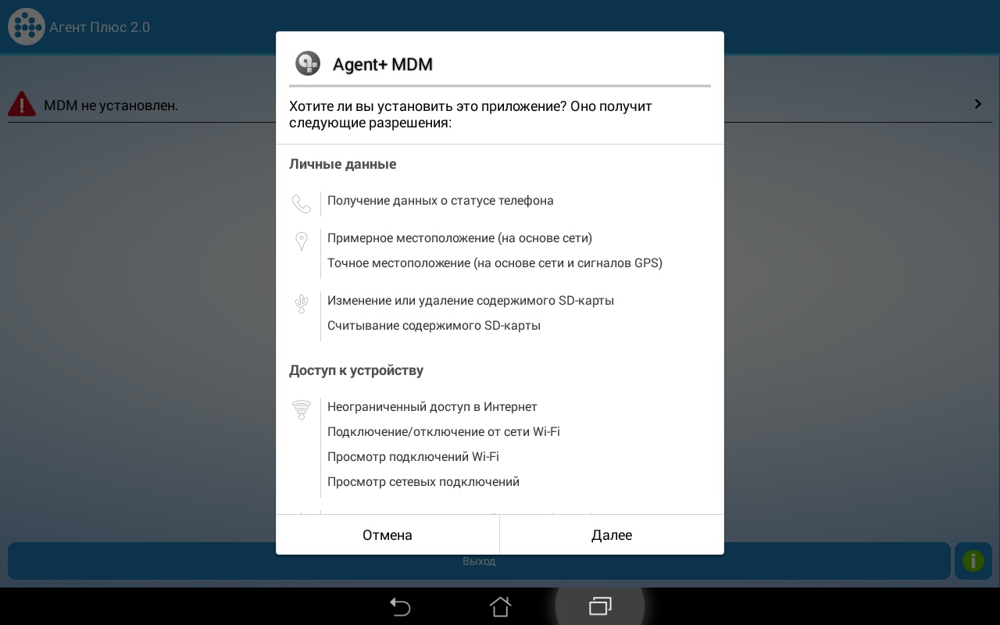 Агент Плюс 2.0
MDM не установлен.
Agent+ MDM
Хотите ли вы установить это приложение? Оно получит
следующие разрешения:
Личные данные
Получение данных о статусе телефона
Примерное местоположение (на основе сети)
Точное местоположение (на основе сети и сигналов GPS)
Изменение или удаление содержимого SD-карты
Считывание содержимого SD-карты
Доступ к устройству
Неограниченный доступ в Интернет
Подключение/отключение от сети Wi-Fi
Просмотр подключений Wi-Fi
Просмотр сетевых подключений
Отмена
Далее
Выход